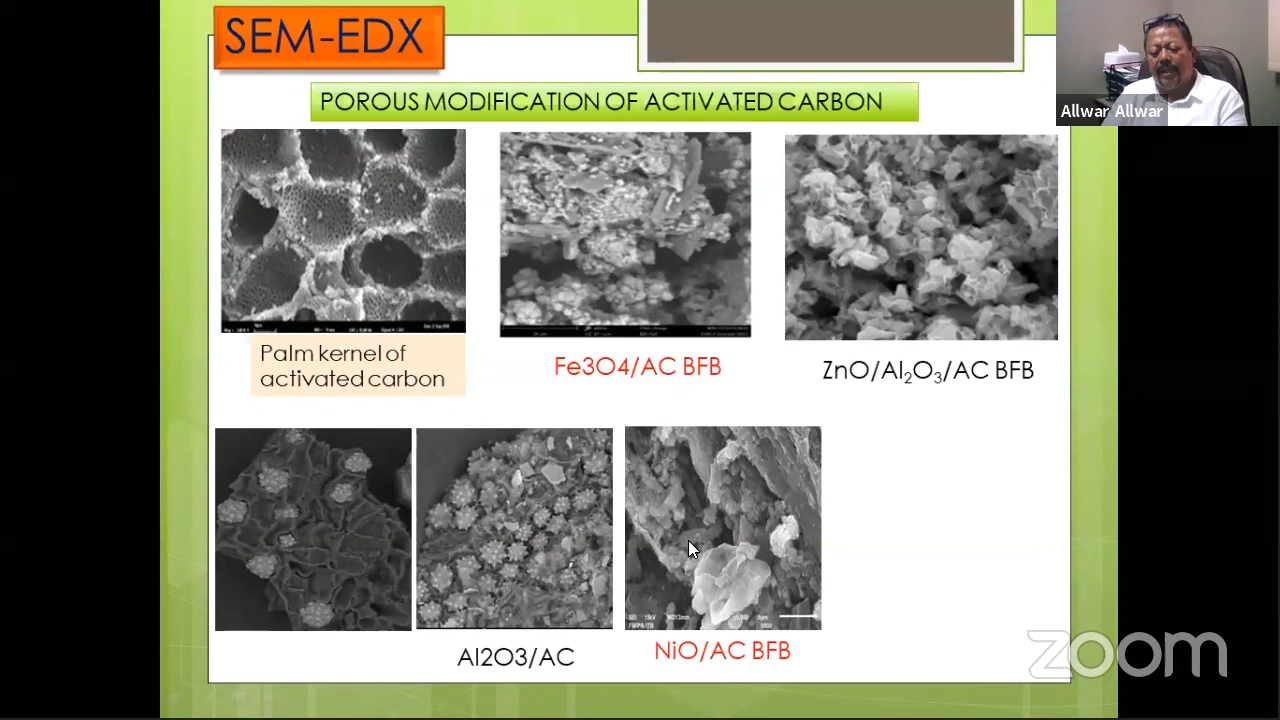 SEM-EDX
POROUS MODIFICATION OF ACTIVATED CARBON
Allwar Allwar
Palm kernel of
activated carbon
Fe3O4/AC BFB
ZnO/Al₂O₃/AC BFB
Al2O3/AC
NiO/AC BFB
zoom